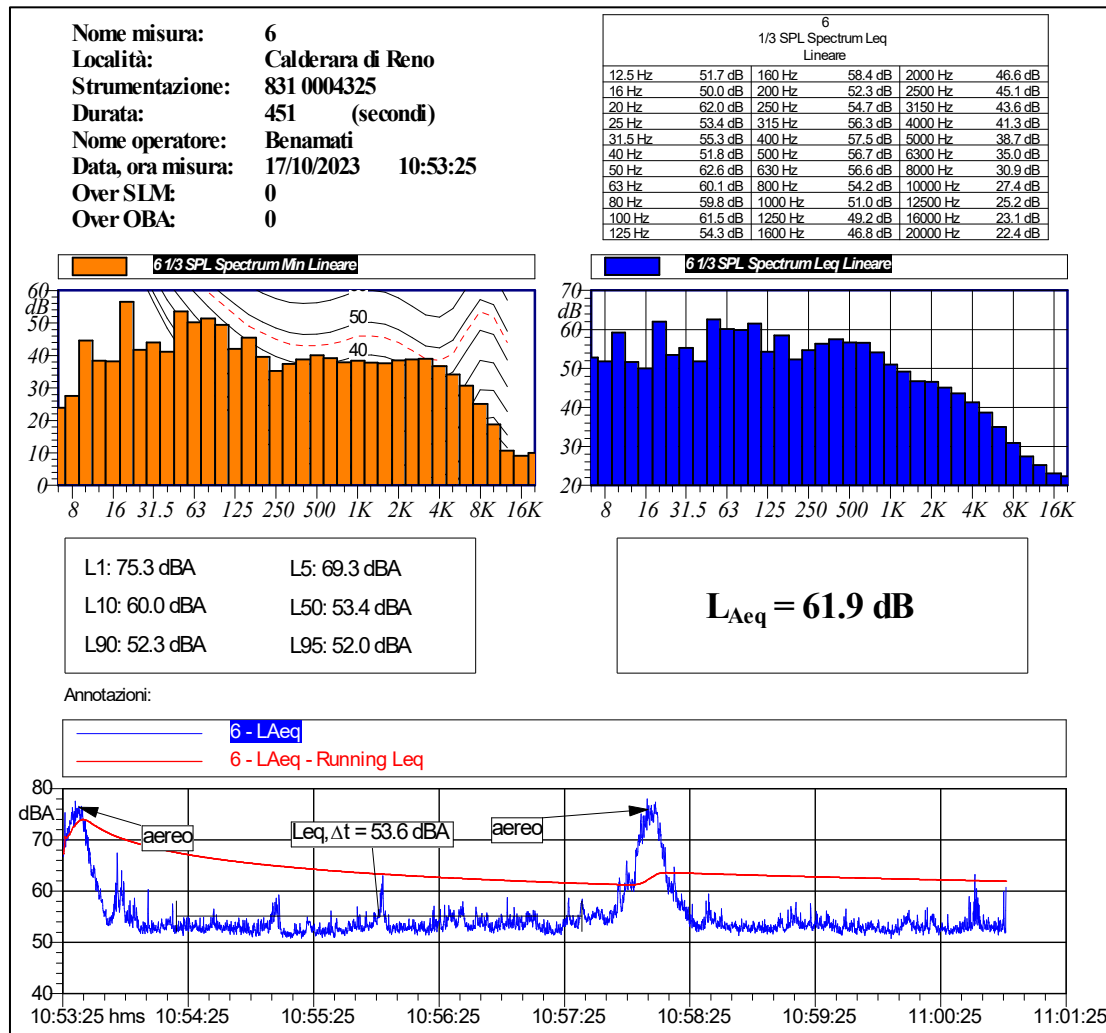 Nome misura: 6
Località: Calderara di Reno
Strumentazione: 831 0004325
Durata: 451 (secondi)
Nome operatore: Benamati
Data, ora misura: 17/10/2023 10:53:25
Over SLM: 0
Over OBA: 0
6
1/3 SPL Spectrum Leq
Lineare
12.5 Hz 51.7 dB 160 Hz 58.4 dB 2000 Hz 46.6 dB
16 Hz 50.0 dB 200 Hz 52.3 dB 2500 Hz 45.1 dB
20 Hz 62.0 dB 250 Hz 54.7 dB 3150 Hz 43.6 dB
25 Hz 53.4 dB 315 Hz 56.3 dB 4000 Hz 41.3 dB
31.5 Hz 55.3 dB 400 Hz 57.5 dB 5000 Hz 38.7 dB
40 Hz 51.8 dB 500 Hz 56.7 dB 6300 Hz 35.0 dB
50 Hz 62.6 dB 630 Hz 56.6 dB 8000 Hz 30.9 dB
63 Hz 60.1 dB 800 Hz 54.2 dB 10000 Hz 27.4 dB
80 Hz 59.8 dB 1000 Hz 51.0 dB 12500 Hz 25.2 dB
100 Hz 61.5 dB 1250 Hz 49.2 dB 16000 Hz 23.1 dB
125 Hz 54.3 dB 1600 Hz 46.8 dB 20000 Hz 22.4 dB
6 1/3 SPL Spectrum Min Lineare
60
dB
50
40
30
20
10
0
50
40
8 16 31.5 63 125 250 500 1K 2K 4K 8K 16K
6 1/3 SPL Spectrum Leq Lineare
70
dB
60
50
40
30
20
8 16 31.5 63 125 250 500 1K 2K 4K 8K 16K
L1: 75.3 dBA L5: 69.3 dBA
L10: 60.0 dBA L50: 53.4 dBA
L90: 52.3 dBA L95: 52.0 dBA
LAeq = 61.9 dB
Annotazioni:
6 - LAeq
6 - LAeq - Running Leq
80
dBA
70
60
50
40
aereo
Leq, Δt = 53.6 dBA
aereo
10:53:25 hms 10:54:25 10:55:25 10:56:25 10:57:25 10:58:25 10:59:25 11:00:25 11:01:25